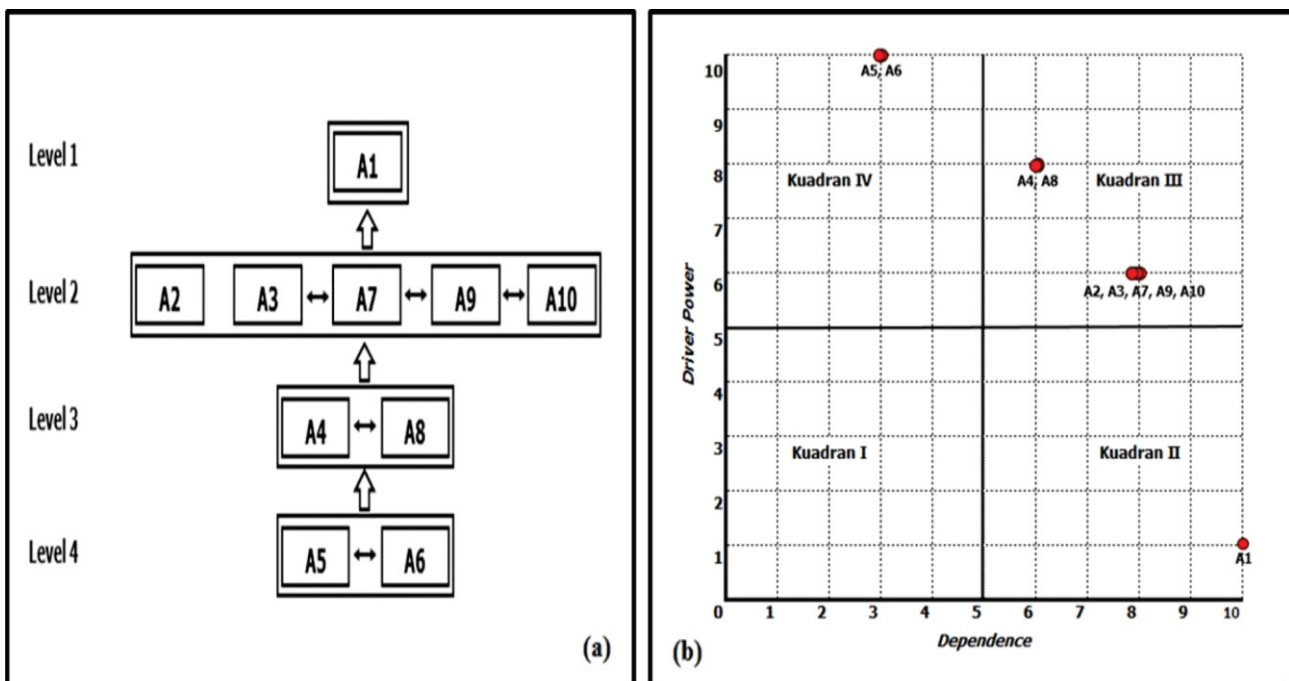 Level 1
A1
Level 2
A2 A3 A7 A9 A10
Level 3
A4 A8
Level 4
A5 A6
(a)
10
A5, A6
9
8
Kuadran IV
A4, A8
Kuadran III
7
6
A2, A3, A7, A9, A10
Driver Power
5
4
3
Kuadran I
Kuadran II
2
1
A1
0 1 2 3 4 5 6 7 8 9 10
Dependence
(b)